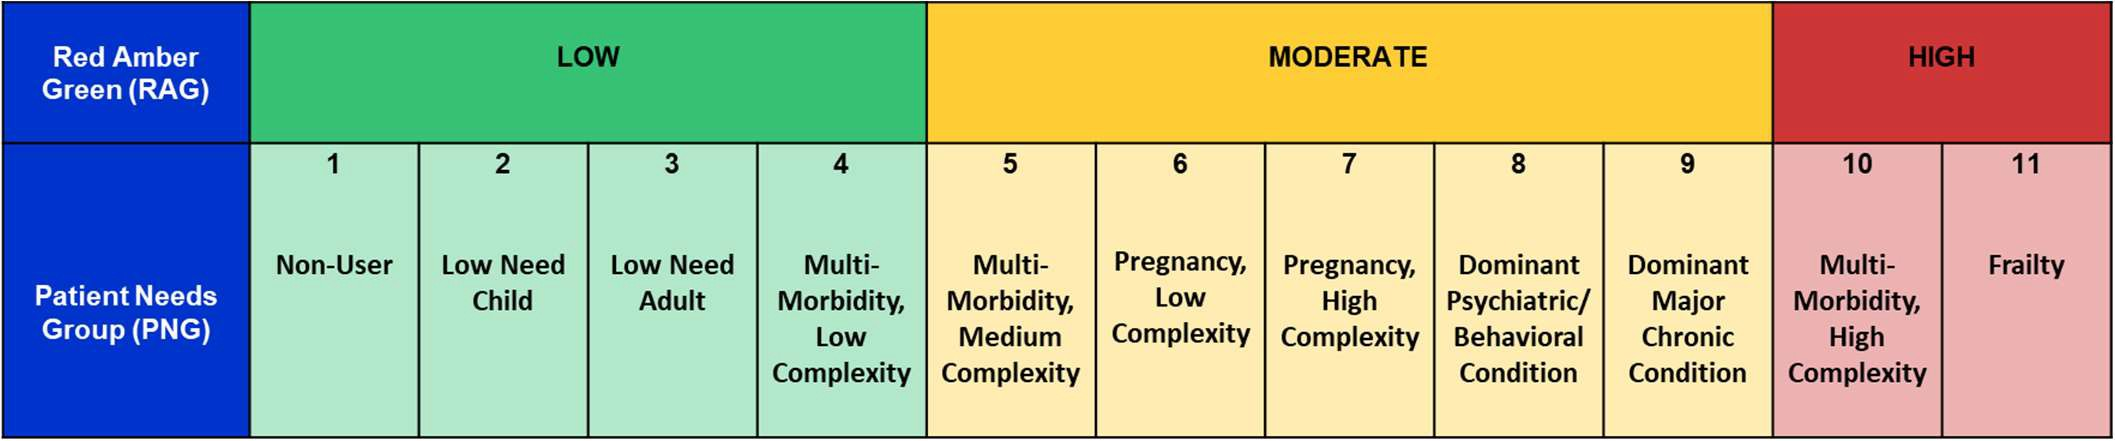 Red Amber
Green (RAG)
LOW
MODERATE
HIGH
Patient Needs
Group (PNG)
1
Non-User
2
Low Need
Child
3
Low Need
Adult
4
Multi-
Morbidity,
Low
Complexity
5
Multi-
Morbidity,
Medium
Complexity
6
Pregnancy,
Low
Complexity
7
Pregnancy,
High
Complexity
8
Dominant
Psychiatric/
Behavioral
Condition
9
Dominant
Major
Chronic
Condition
10
Multi-
Morbidity,
High
Complexity
11
Frailty